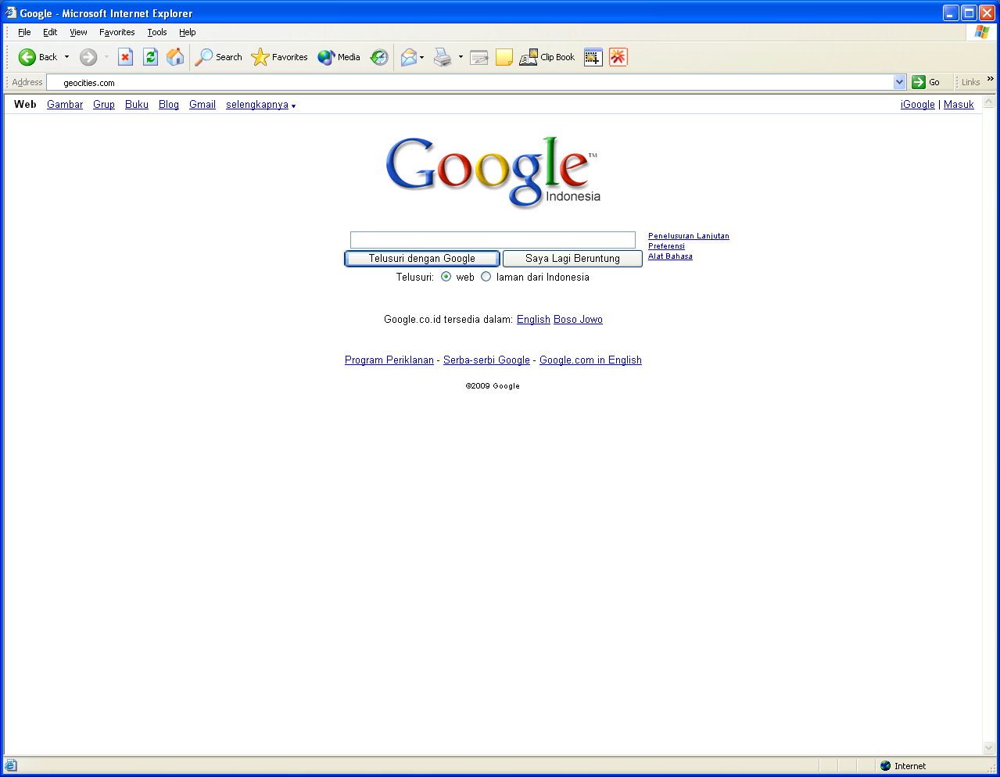 Google - Microsoft Internet Explorer
File Edit View Favorites Tools Help
Back Search Favorites Media Clip Book
Address geocities.com Go Links »
Web Gambar Grup Buku Blog Gmail selengkapnya iGoogle | Masuk
Google™
Indonesia
Penelusuran Lanjutan
Preferensi
Alat Bahasa
Telusuri dengan Google Saya Lagi Beruntung
Telusuri: web laman dari Indonesia
Google.co.id tersedia dalam: English Boso Jowo
Program Periklanan - Serba-serbi Google - Google.com in English
©2009 Google
Internet